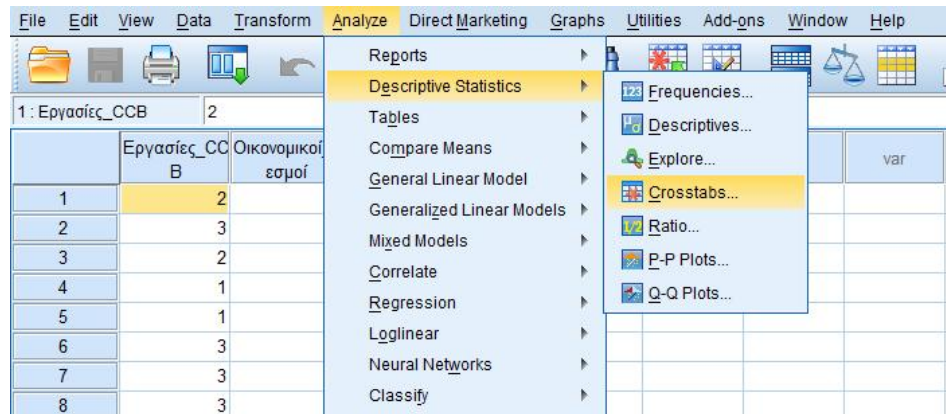 File Edit View Data Transform Analyze Direct Marketing Graphs Utilities Add-ons Window Help
1 : Εργασίες_CCB 2
Εργασίες_CC
B
Οικονομικοί
εσμοί
var
1 2
2 3
3 2
4 1
5 1
6 3
7 3
8 3
Reports
Descriptive Statistics
Tables
Compare Means
General Linear Model
Generalized Linear Models
Mixed Models
Correlate
Regression
Loglinear
Neural Networks
Classify
123 Frequencies...
Descriptives...
Explore...
Crosstabs...
1/2 Ratio...
P-P Plots...
Q-Q Plots...